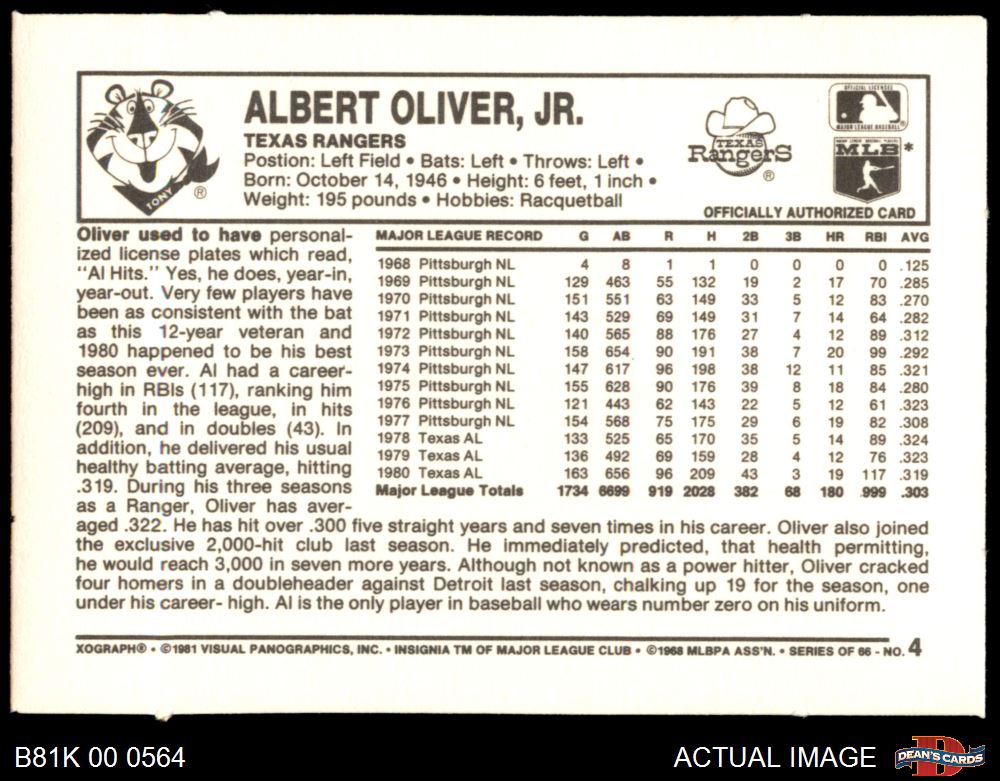 ALBERT OLIVER, JR.
TEXAS RANGERS
Postion: Left Field • Bats: Left • Throws: Left •
Born: October 14, 1946 • Height: 6 feet, 1 inch •
Weight: 195 pounds • Hobbies: Racquetball
TONY ®
TEXAS
RangerS
®
OFFICIAL LICENSEE
MAJOR LEAGUE BASEBALL ®
MAJOR LEAGUE BASEBALL PLAYERS
MLB *
OFFICIALLY AUTHORIZED CARD
Oliver used to have personal-
ized license plates which read,
"Al Hits." Yes, he does, year-in,
year-out. Very few players have
been as consistent with the bat
as this 12-year veteran and
1980 happened to be his best
season ever. Al had a career-
high in RBIs (117), ranking him
fourth in the league, in hits
(209), and in doubles (43). In
addition, he delivered his usual
healthy batting average, hitting
.319. During his three seasons
as a Ranger, Oliver has aver-
aged .322. He has hit over .300 five straight years and seven times in his career. Oliver also joined
the exclusive 2,000-hit club last season. He immediately predicted, that health permitting,
he would reach 3,000 in seven more years. Although not known as a power hitter, Oliver cracked
four homers in a doubleheader against Detroit last season, chalking up 19 for the season, one
under his career- high. Al is the only player in baseball who wears number zero on his uniform.
MAJOR LEAGUE RECORD G AB R H 2B 3B HR RBI AVG
1968 Pittsburgh NL 4 8 1 1 0 0 0 0 .125
1969 Pittsburgh NL 129 463 55 132 19 2 17 70 .285
1970 Pittsburgh NL 151 551 63 149 33 5 12 83 .270
1971 Pittsburgh NL 143 529 69 149 31 7 14 64 .282
1972 Pittsburgh NL 140 565 88 176 27 4 12 89 .312
1973 Pittsburgh NL 158 654 90 191 38 7 20 99 .292
1974 Pittsburgh NL 147 617 96 198 38 12 11 85 .321
1975 Pittsburgh NL 155 628 90 176 39 8 18 84 .280
1976 Pittsburgh NL 121 443 62 143 22 5 12 61 .323
1977 Pittsburgh NL 154 568 75 175 29 6 19 82 .308
1978 Texas AL 133 525 65 170 35 5 14 89 .324
1979 Texas AL 136 492 69 159 28 4 12 76 .323
1980 Texas AL 163 656 96 209 43 3 19 117 .319
Major League Totals 1734 6699 919 2028 382 68 180 999 .303
XOGRAPH® • ©1981 VISUAL PANOGRAPHICS, INC. • INSIGNIA TM OF MAJOR LEAGUE CLUB • ©1968 MLBPA ASS'N. • SERIES OF 66 - NO. 4
B81K 00 0564
ACTUAL IMAGE
D
DEAN'S CARDS